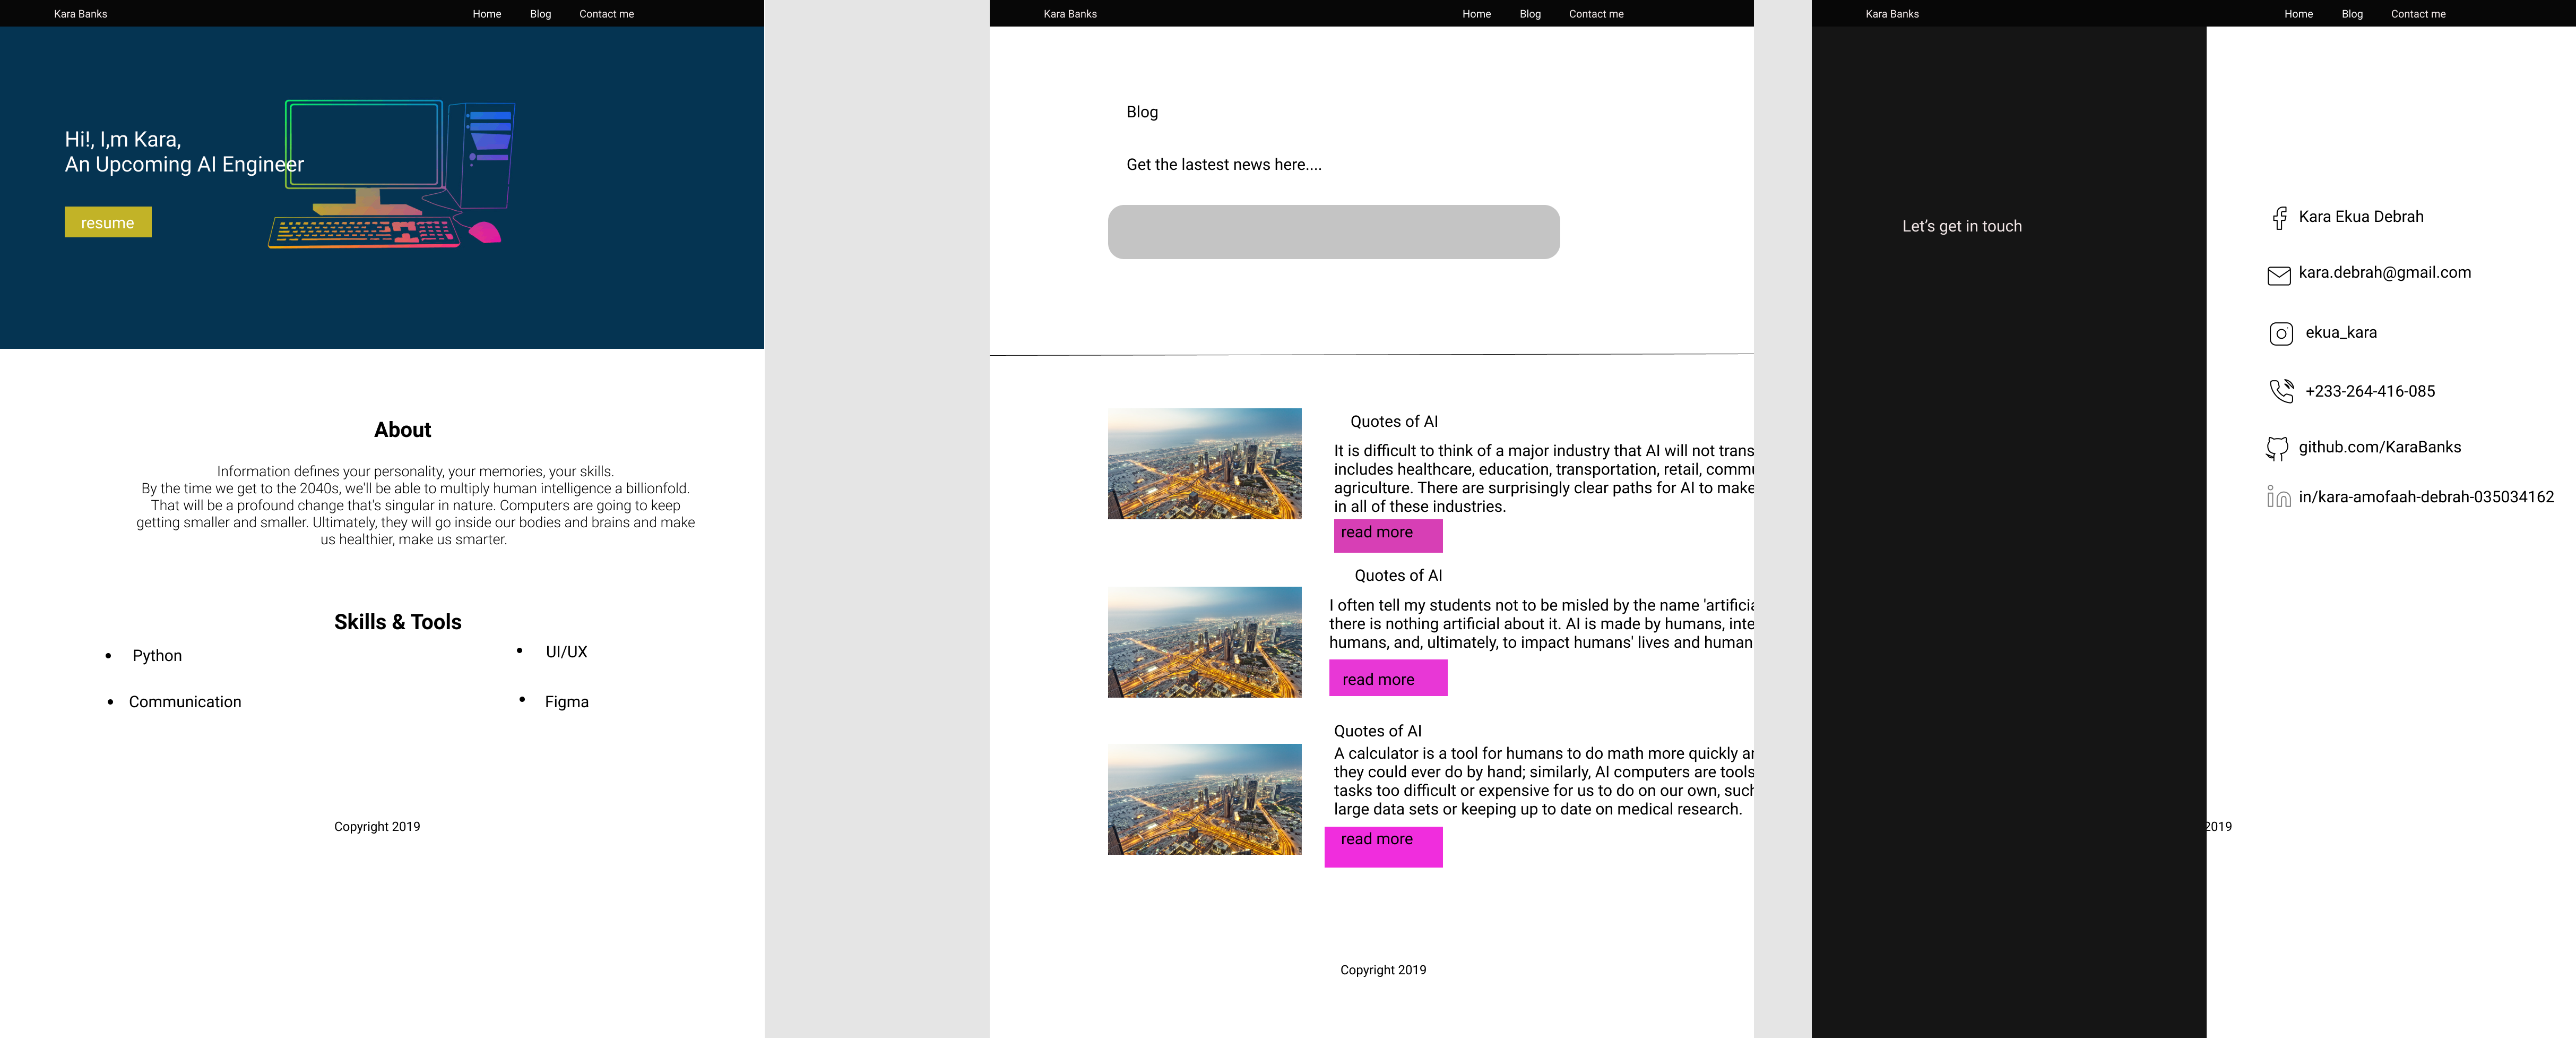 Kara Banks
Home
Blog
Contact me
Hi!, I,m Kara,
An Upcoming AI Engineer
resume
About
Information defines your personality, your memories, your skills.
By the time we get to the 2040s, we'll be able to multiply human intelligence a billionfold.
That will be a profound change that's singular in nature. Computers are going to keep
getting smaller and smaller. Ultimately, they will go inside our bodies and brains and make
us healthier, make us smarter.
Skills & Tools
• Python
• UI/UX
• Communication
• Figma
Copyright 2019
Kara Banks
Home
Blog
Contact me
Blog
Get the lastest news here....
Quotes of AI
It is difficult to think of a major industry that AI will not trans
includes healthcare, education, transportation, retail, commu
agriculture. There are surprisingly clear paths for AI to make
in all of these industries.
read more
Quotes of AI
I often tell my students not to be misled by the name 'artificia
there is nothing artificial about it. AI is made by humans, inte
humans, and, ultimately, to impact humans' lives and human
read more
Quotes of AI
A calculator is a tool for humans to do math more quickly an
they could ever do by hand; similarly, AI computers are tools
tasks too difficult or expensive for us to do on our own, such
large data sets or keeping up to date on medical research.
read more
Copyright 2019
Kara Banks
Home
Blog
Contact me
Let's get in touch
Kara Ekua Debrah
kara.debrah@gmail.com
ekua_kara
+233-264-416-085
github.com/KaraBanks
in/kara-amofaah-debrah-035034162
2019